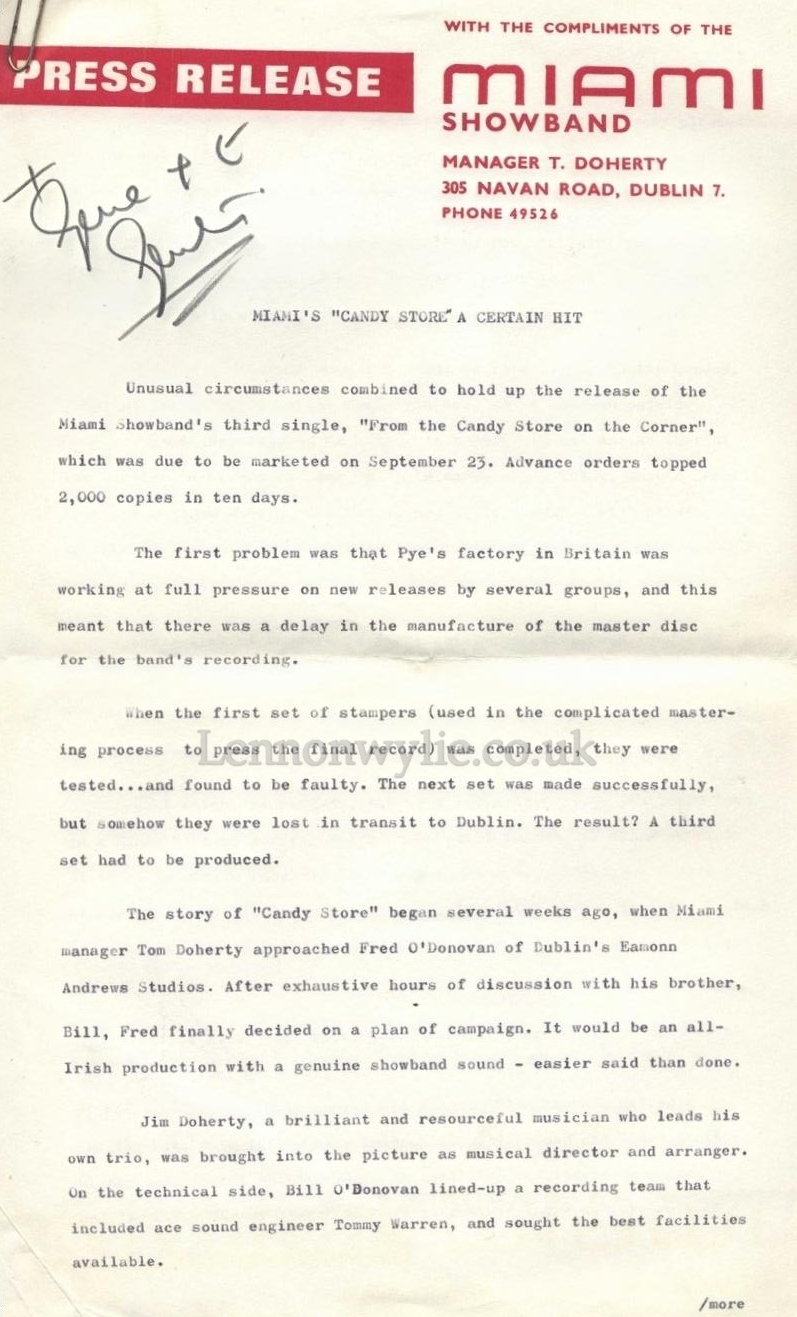 WITH THE COMPLIMENTS OF THE
PRESS RELEASE
MIAMI
SHOWBAND
MANAGER T. DOHERTY
305 NAVAN ROAD, DUBLIN 7.
PHONE 49526
MIAMI'S "CANDY STORE" A CERTAIN HIT
Unusual circumstances combined to hold up the release of the
Miami Showband's third single, "From the Candy Store on the Corner",
which was due to be marketed on September 23. Advance orders topped
2,000 copies in ten days.
The first problem was that Pye's factory in Britain was
working at full pressure on new releases by several groups, and this
meant that there was a delay in the manufacture of the master disc
for the band's recording.
When the first set of stampers (used in the complicated master-
ing process to press the final record) was completed, they were
Lennonwylie.co.uk
tested...and found to be faulty. The next set was made successfully,
but somehow they were lost in transit to Dublin. The result? A third
set had to be produced.
The story of "Candy Store" began several weeks ago, when Miami
manager Tom Doherty approached Fred O'Donovan of Dublin's Eamonn
Andrews Studios. After exhaustive hours of discussion with his brother,
Bill, Fred finally decided on a plan of campaign. It would be an all-
Irish production with a genuine showband sound - easier said than done.
Jim Doherty, a brilliant and resourceful musician who leads his
own trio, was brought into the picture as musical director and arranger.
On the technical side, Bill O'Donovan lined-up a recording team that
included ace sound engineer Tommy Warren, and sought the best facilities
available.
/more